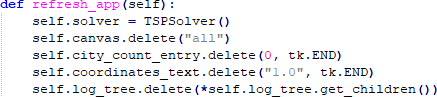 def refresh_app(self):
    self.solver = TSPSolver()
    self.canvas.delete("all")
    self.city_count_entry.delete(0, tk.END)
    self.coordinates_text.delete("1.0", tk.END)
    self.log_tree.delete(*self.log_tree.get_children())